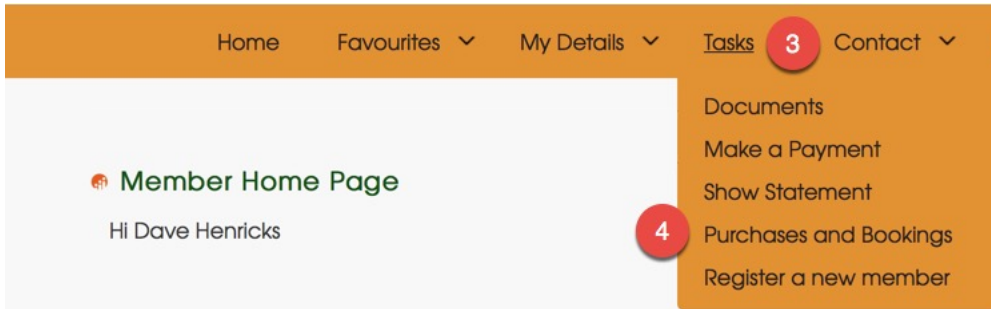 Home Favourites My Details Tasks 3 Contact
Documents
Make a Payment
Member Home Page
Show Statement
Hi Dave Henricks
4 Purchases and Bookings
Register a new member